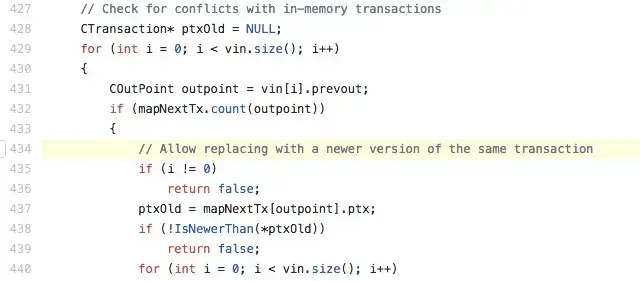 427 // Check for conflicts with in-memory transactions
428 CTransaction* ptxOld = NULL;
429 for (int i = 0; i < vin.size(); i++)
430 {
431 COutPoint outpoint = vin[i].prevout;
432 if (mapNextTx.count(outpoint))
433 {
434 // Allow replacing with a newer version of the same transaction
435 if (i != 0)
436 return false;
437 ptxOld = mapNextTx[outpoint].ptx;
438 if (!IsNewerThan(*ptxOld))
439 return false;
440 for (int i = 0; i < vin.size(); i++)